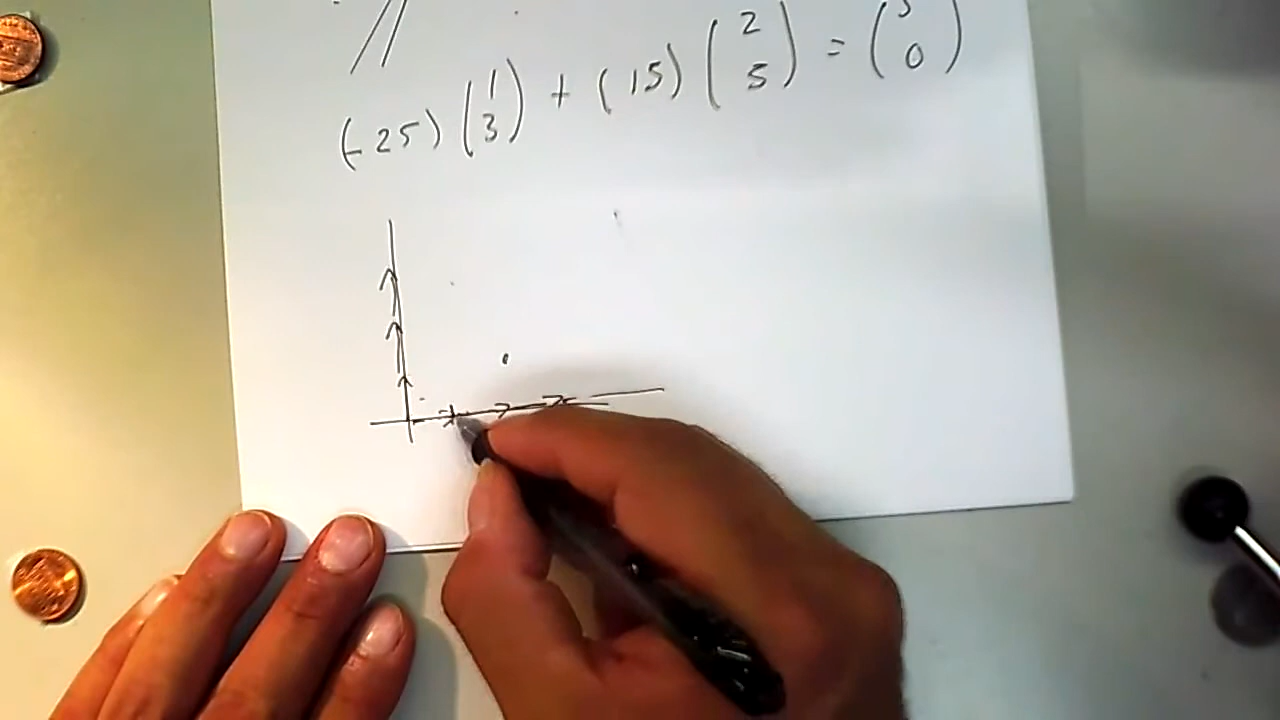 (-25) (1 3) + (15) (2 5) = (5 0)